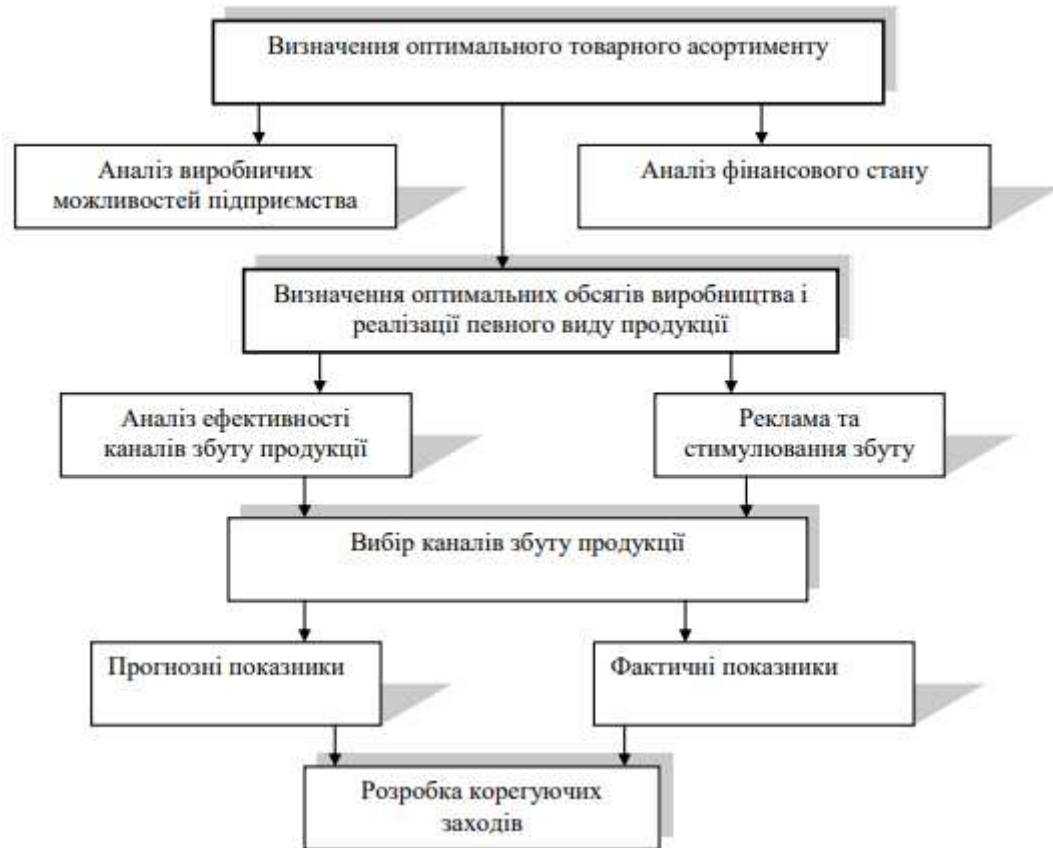 Визначення оптимального товарного асортименту
Аналіз виробничих
можливостей підприємства
Аналіз фінансового стану
Визначення оптимальних обсягів виробництва і
реалізації певного виду продукції
Аналіз ефективності
каналів збуту продукції
Реклама та
стимулювання збуту
Вибір каналів збуту продукції
Прогнозні показники
Фактичні показники
Розробка корегуючих
заходів